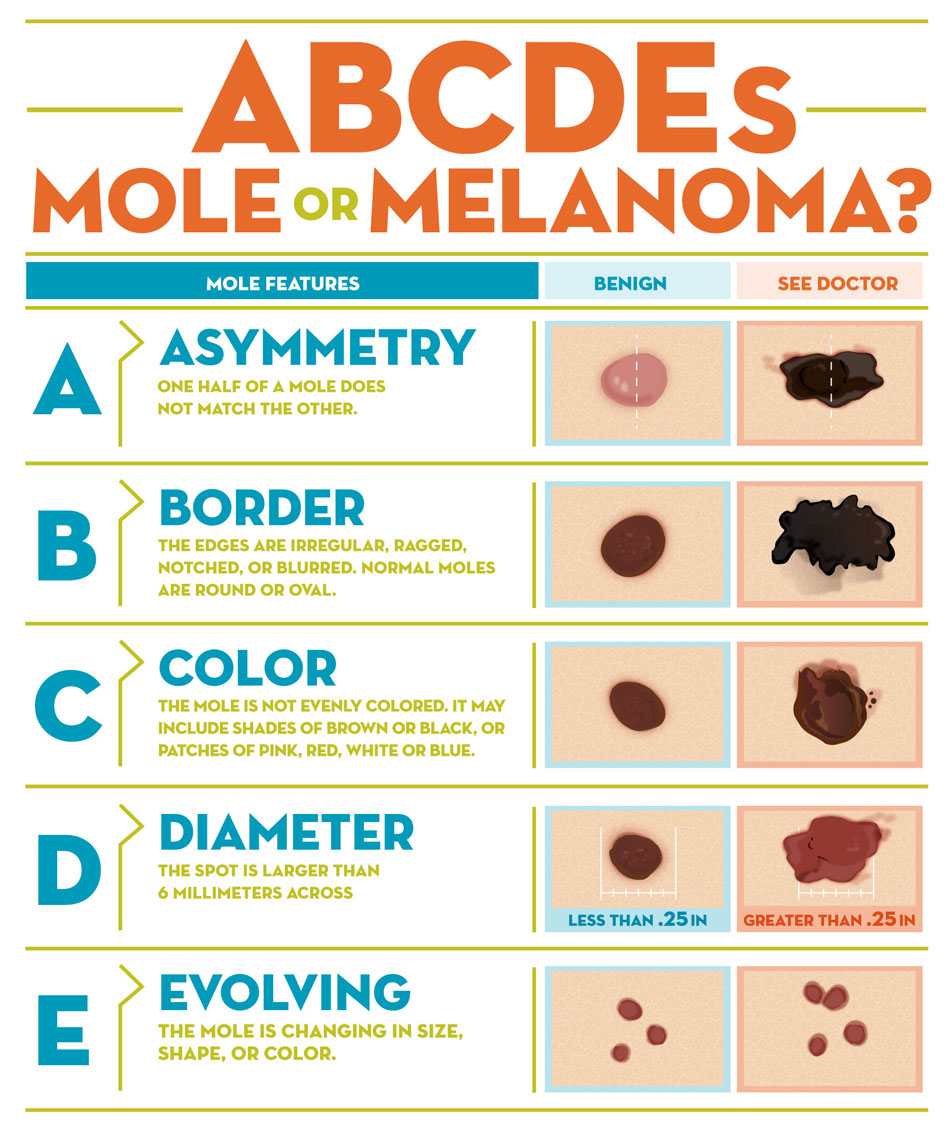 ABCDEs
MOLE OR MELANOMA?
MOLE FEATURES
BENIGN
SEE DOCTOR
A
ASYMMETRY
ONE HALF OF A MOLE DOES
NOT MATCH THE OTHER.
B
BORDER
THE EDGES ARE IRREGULAR, RAGGED,
NOTCHED, OR BLURRED. NORMAL MOLES
ARE ROUND OR OVAL.
C
COLOR
THE MOLE IS NOT EVENLY COLORED. IT MAY
INCLUDE SHADES OF BROWN OR BLACK, OR
PATCHES OF PINK, RED, WHITE OR BLUE.
D
DIAMETER
THE SPOT IS LARGER THAN
6 MILLIMETERS ACROSS
LESS THAN .25 IN
GREATER THAN .25 IN
E
EVOLVING
THE MOLE IS CHANGING IN SIZE,
SHAPE, OR COLOR.